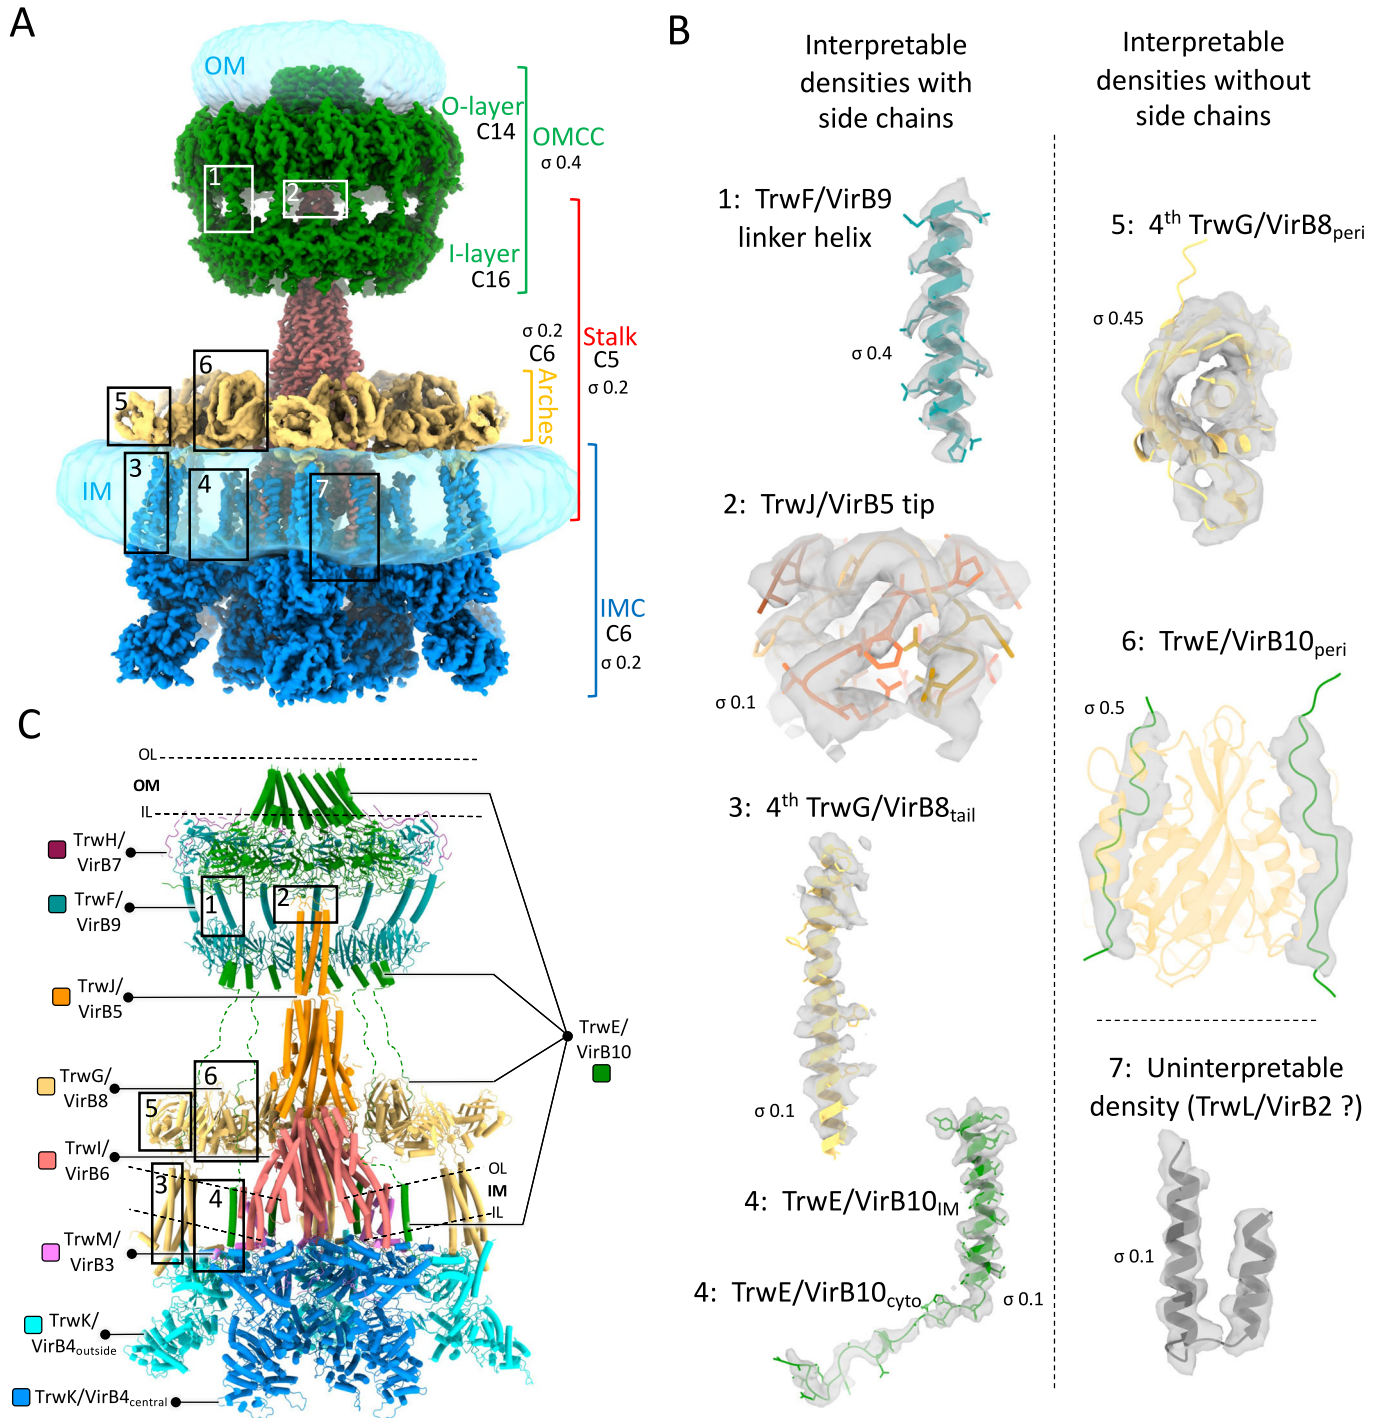 A
OM
O-layer
C14
OMCC
σ 0.4
1
2
I-layer
C16
σ 0.2
C6
Stalk
C5
σ 0.2
Arches
6
5
3
4
7
IM
IMC
C6
σ 0.2
B
Interpretable
densities with
side chains
Interpretable
densities without
side chains
1: TrwF/VirB9
linker helix
σ 0.4
2: TrwJ/VirB5 tip
σ 0.1
3: 4th TrwG/VirB8tail
σ 0.1
4: TrwE/VirB10IM
4: TrwE/VirB10cyto
σ 0.1
5: 4th TrwG/VirB8peri
σ 0.45
6: TrwE/VirB10peri
σ 0.5
7: Uninterpretable
density (TrwL/VirB2 ?)
σ 0.1
C
OL
OM
IL
TrwH/
VirB7
TrwF/
VirB9
1
2
TrwJ/
VirB5
TrwE/
VirB10
TrwG/
VirB8
6
5
TrwI/
VirB6
3
4
OL
IM
IL
TrwM/
VirB3
TrwK/
VirB4outside
TrwK/VirB4central